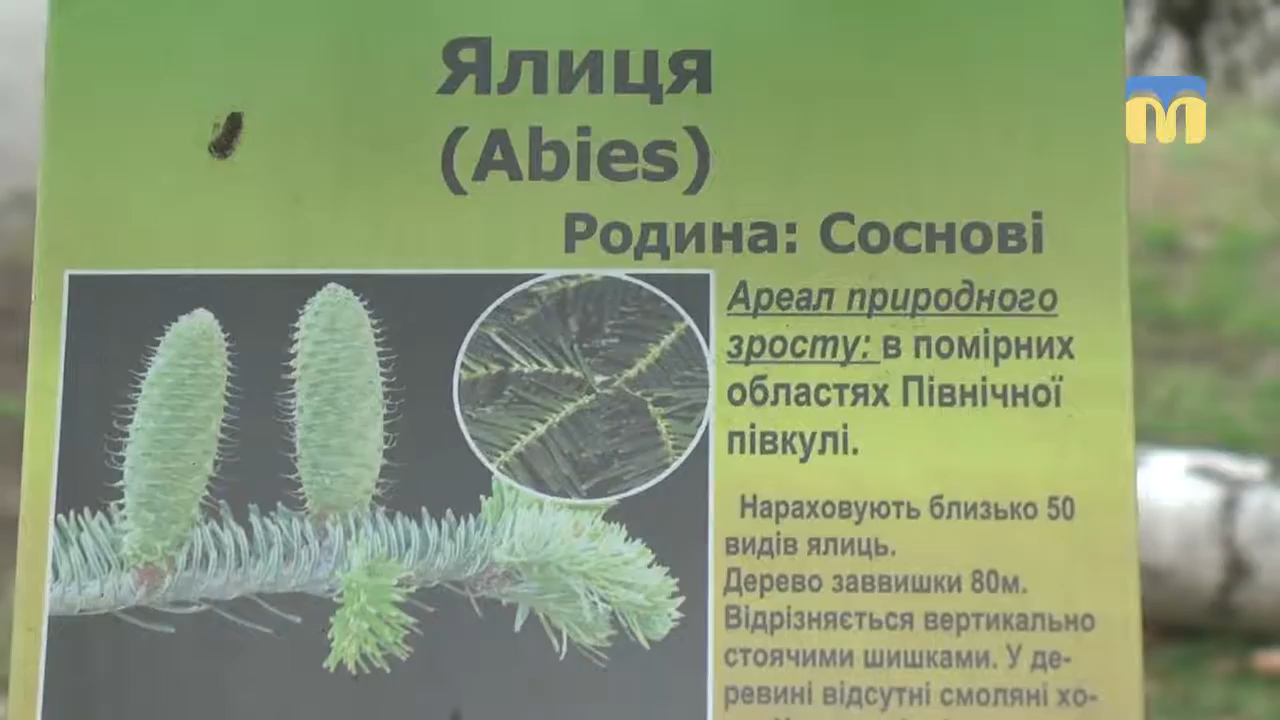 Ялиця
(Abies)
Родина: Соснові
Ареал природного
зросту: в помірних
областях Північної
півкулі.
Нараховують близько 50
видів ялиць.
Дерево заввишки 80м.
Відрізняється вертикально
стоячими шишками. У де-
ревині відсутні смоляні хо-